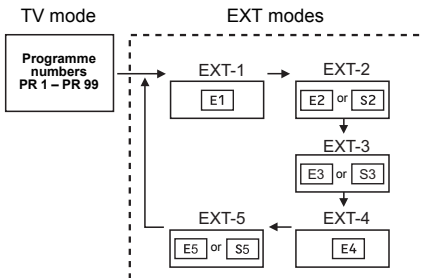 TV mode
EXT modes
Programme
numbers
PR 1 – PR 99
EXT-1
E1
EXT-2
E2 or S2
EXT-3
E3 or S3
EXT-4
E4
EXT-5
E5 or S5